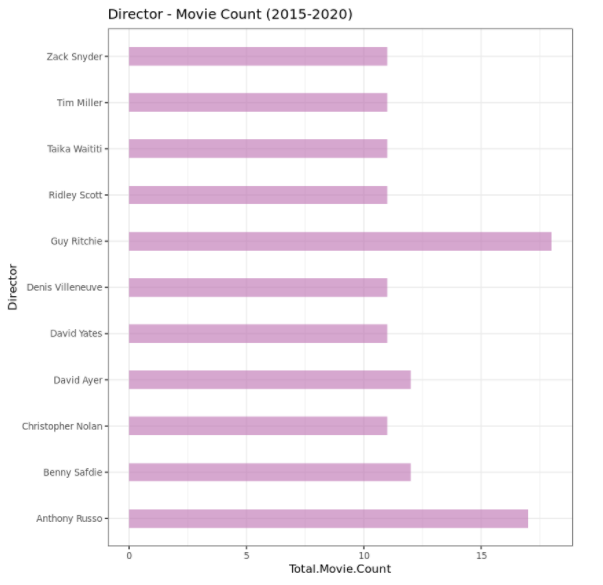 Director - Movie Count (2015-2020)
Zack Snyder
Tim Miller
Taika Waititi
Ridley Scott
Guy Ritchie
Director
Denis Villeneuve
David Yates
David Ayer
Christopher Nolan
Benny Safdie
Anthony Russo
0 5 10 15
Total.Movie.Count